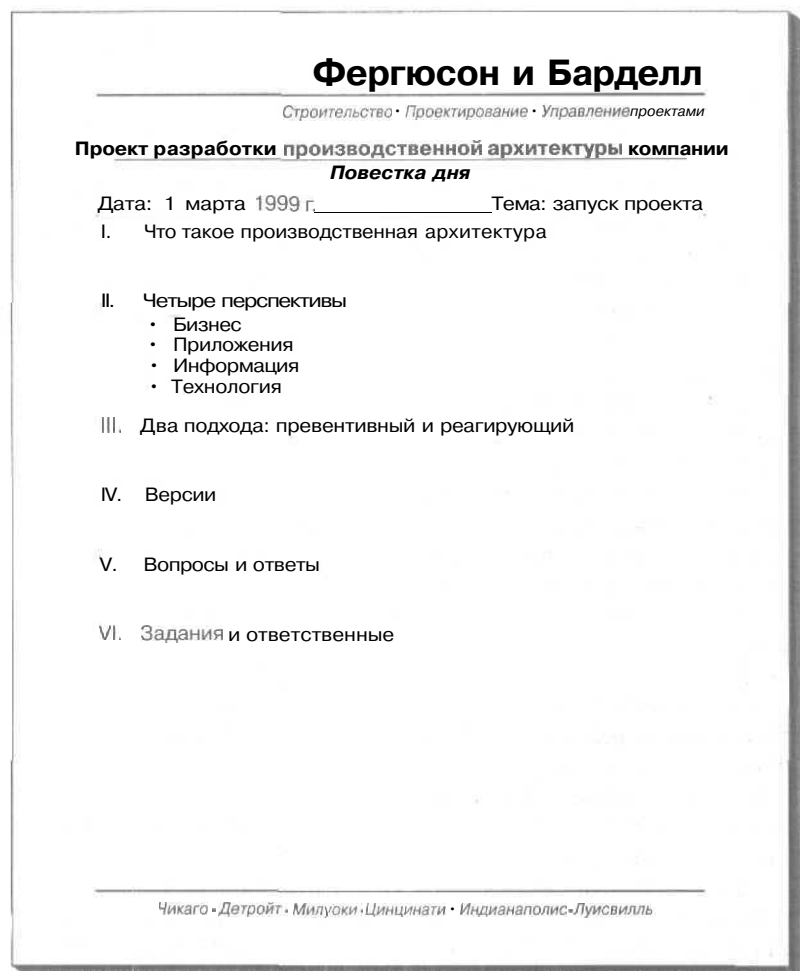 Фергюсон и Барделл
Строительство • Проектирование • Управлениепроектами
Проект разработки производственной архитектуры компании
Повестка дня
Дата: 1 марта 1999 г. Тема: запуск проекта
I. Что такое производственная архитектура
II. Четыре перспективы
• Бизнес
• Приложения
• Информация
• Технология
III. Два подхода: превентивный и реагирующий
IV. Версии
V. Вопросы и ответы
VI. Задания и ответственные
Чикаго • Детройт • Милуоки • Цинцинати • Индианаполис • Луисвилль